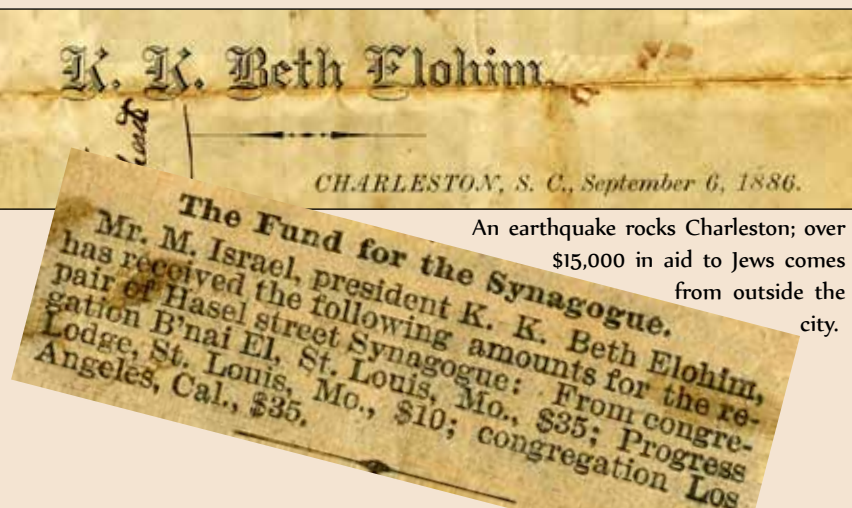 K. K. Beth Elohim,
CHARLESTON, S. C., September 6, 1886.
An earthquake rocks Charleston; over
$15,000 in aid to Jews comes
from outside the
city.
The Fund for the Synagogue.
Mr. M. Israel, president K. K. Beth Elohim,
has received the following amounts for the re-
pair of Hasel street Synagogue: From congre-
gation B'nai El, St. Louis, Mo., $35; Progress
Lodge, St. Louis, Mo., $10; congregation Los
Angeles, Cal., $35.